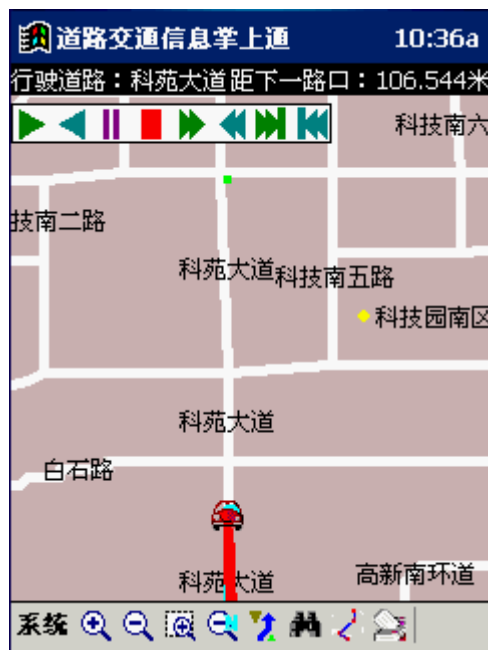 道路交通信息掌上通 10:36a
行驶道路：科苑大道距下一路口：106.544米
科技南六
技南二路
科苑大道
科技南五路
科技园南区
科苑大道
白石路
科苑大道
高新南环道
系统